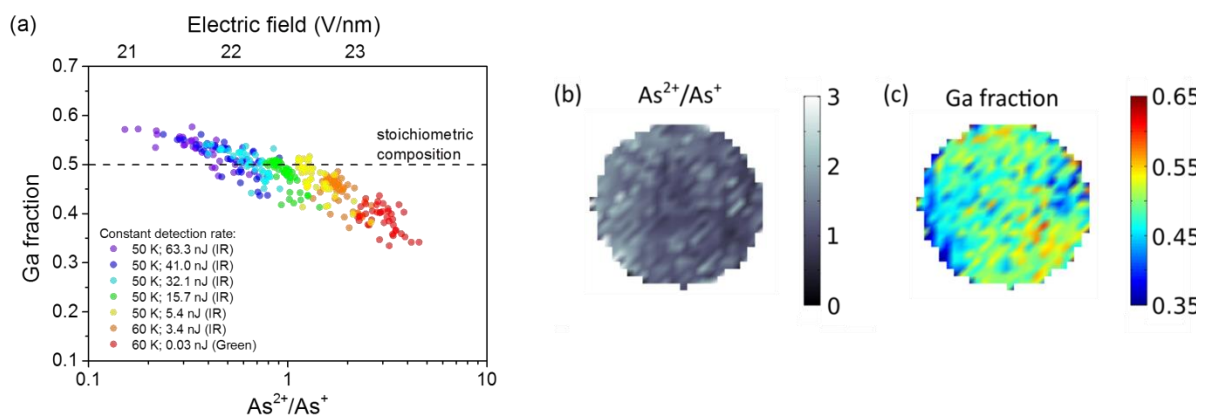 (a)
Electric field (V/nm)
21 22 23
Ga fraction
0.7
0.6
0.5
0.4
0.3
0.2
0.1
stoichiometric
composition
Constant detection rate:
50 K; 63.3 nJ (IR)
50 K; 41.0 nJ (IR)
50 K; 32.1 nJ (IR)
50 K; 15.7 nJ (IR)
50 K; 5.4 nJ (IR)
60 K; 3.4 nJ (IR)
60 K; 0.03 nJ (Green)
0.1 1 10
As²⁺/As⁺
(b)
As²⁺/As⁺
3
2
1
0
(c)
Ga fraction
0.65
0.55
0.45
0.35